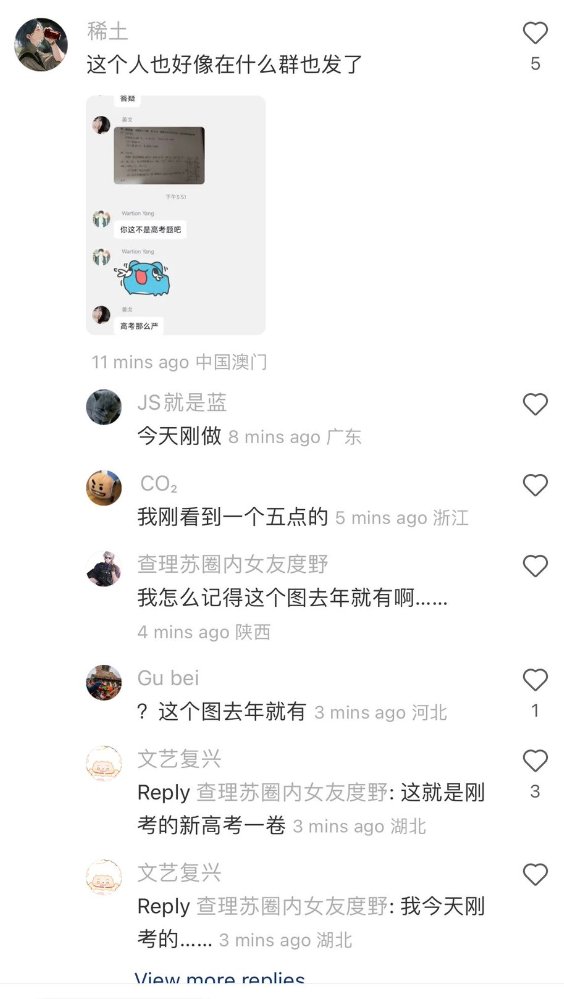 稀土
这个人也好像在什么群也发了
5
答疑
下午5:53
Wartion Yang
你这不是高考题吧
Wartion Yang
高考那么严
11 mins ago 中国澳门
JS就是蓝
今天刚做 8 mins ago 广东
CO₂
我刚看到一个五点的 5 mins ago 浙江
查理苏圈内女友度野
我怎么记得这个图去年就有啊……
4 mins ago 陕西
Gu bei
？这个图去年就有 3 mins ago 河北
1
文艺复兴
Reply 查理苏圈内女友度野: 这就是刚
考的新高考一卷 3 mins ago 湖北
3
文艺复兴
Reply 查理苏圈内女友度野: 我今天刚
考的…… 3 mins ago 湖北
View more replies